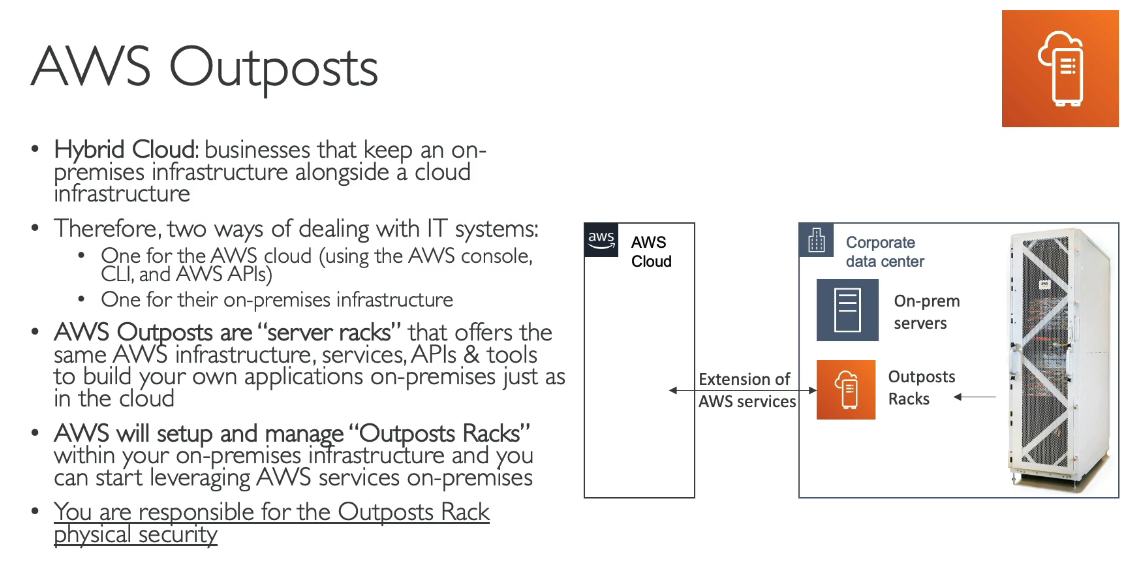 AWS Outposts
• Hybrid Cloud: businesses that keep an on-
premises infrastructure alongside a cloud
infrastructure
• Therefore, two ways of dealing with IT systems:
• One for the AWS cloud (using the AWS console,
CLI, and AWS APIs)
• One for their on-premises infrastructure
• AWS Outposts are “server racks” that offers the
same AWS infrastructure, services, APIs & tools
to build your own applications on-premises just as
in the cloud
• AWS will setup and manage “Outposts Racks”
within your on-premises infrastructure and you
can start leveraging AWS services on-premises
• You are responsible for the Outposts Rack
physical security
aws
AWS
Cloud
Extension of
AWS services
Corporate
data center
On-prem
servers
Outposts
Racks